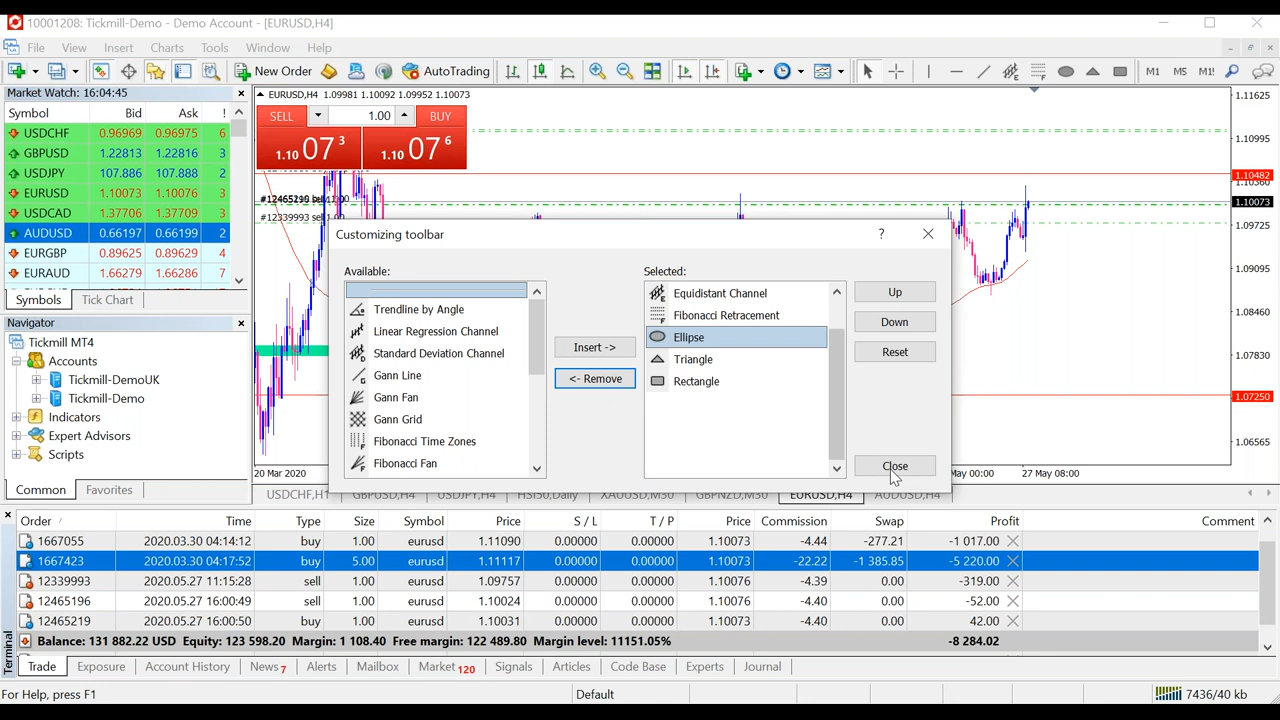 10001208: Tickmill-Demo - Demo Account - [EURUSD,H4]
File View Insert Charts Tools Window Help
New Order AutoTrading M1 M5
Market Watch: 16:04:45
Symbol Bid Ask !
USDCHF 0.96969 0.96975 6
GBPUSD 1.22813 1.22816 3
USDJPY 107.886 107.888 2
EURUSD 1.10073 1.10076 3
USDCAD 1.37706 1.37709 3
AUDUSD 0.66197 0.66199 2
EURGBP 0.89625 0.89629 4
EURAUD 1.66279 1.66286 7
Symbols Tick Chart
Navigator
Tickmill MT4
Accounts
Tickmill-DemoUK
Tickmill-Demo
Indicators
Expert Advisors
Scripts
Common Favorites
EURUSD,H4 1.09981 1.10092 1.09952 1.10073
SELL 1.00 BUY
1.10 07 3 1.10 07 6
#12339993 sell 1.00
1.11625
1.10995
1.10482
1.10360
1.10073
1.09725
1.09095
1.08460
1.07830
1.07250
1.06565
20 Mar 2020
May 00:00 27 May 08:00
Customizing toolbar ?
Available:
Trendline by Angle
Linear Regression Channel
Standard Deviation Channel
Gann Line
Gann Fan
Gann Grid
Fibonacci Time Zones
Fibonacci Fan
Insert ->
<- Remove
Selected:
Equidistant Channel
Fibonacci Retracement
Ellipse
Triangle
Rectangle
Up
Down
Reset
Close
USDCHF,H1 GBPUSD,H4 USDJPY,H4 HSI50,Daily XAUUSD,M30 GBPNZD,M30 EURUSD,H4 AUDUSD,H4
Order / Time Type Size Symbol Price S / L T / P Price Commission Swap Profit Comment
1667055 2020.03.30 04:14:12 buy 1.00 eurusd 1.11090 0.00000 0.00000 1.10073 -4.44 -277.21 -1 017.00
1667423 2020.03.30 04:17:52 buy 5.00 eurusd 1.11117 0.00000 0.00000 1.10073 -22.22 -1 385.85 -5 220.00
12339993 2020.05.27 11:15:28 sell 1.00 eurusd 1.09757 0.00000 0.00000 1.10076 -4.39 0.00 -319.00
12465196 2020.05.27 16:00:49 sell 1.00 eurusd 1.10024 0.00000 0.00000 1.10076 -4.40 0.00 -52.00
12465219 2020.05.27 16:00:50 buy 1.00 eurusd 1.10031 0.00000 0.00000 1.10073 -4.40 0.00 42.00
Balance: 131 882.22 USD Equity: 123 598.20 Margin: 1 108.40 Free margin: 122 489.80 Margin level: 11151.05% -8 284.02
Terminal
Trade Exposure Account History News 7 Alerts Mailbox Market 120 Signals Articles Code Base Experts Journal
For Help, press F1 Default 7436/40 kb